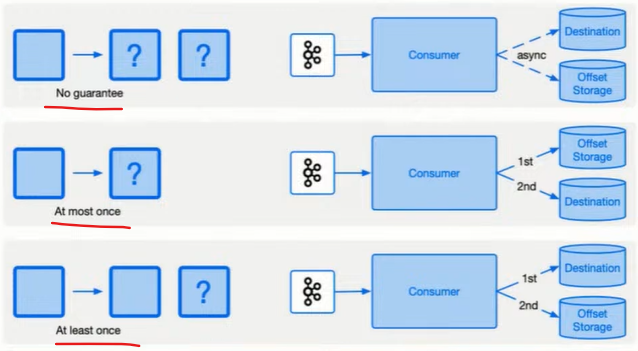 ? ?
No guarantee
Consumer
async
Destination
Offset
Storage
?
At most once
Consumer
1st
2nd
Offset
Storage
Destination
?
At least once
Consumer
1st
2nd
Destination
Offset
Storage